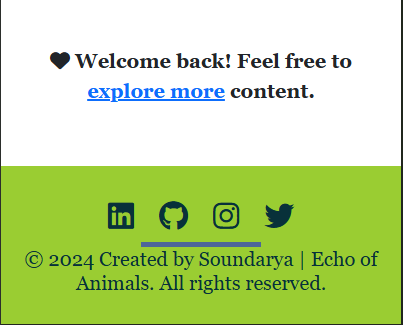 Welcome back! Feel free to
explore more content.
© 2024 Created by Soundarya | Echo of
Animals. All rights reserved.